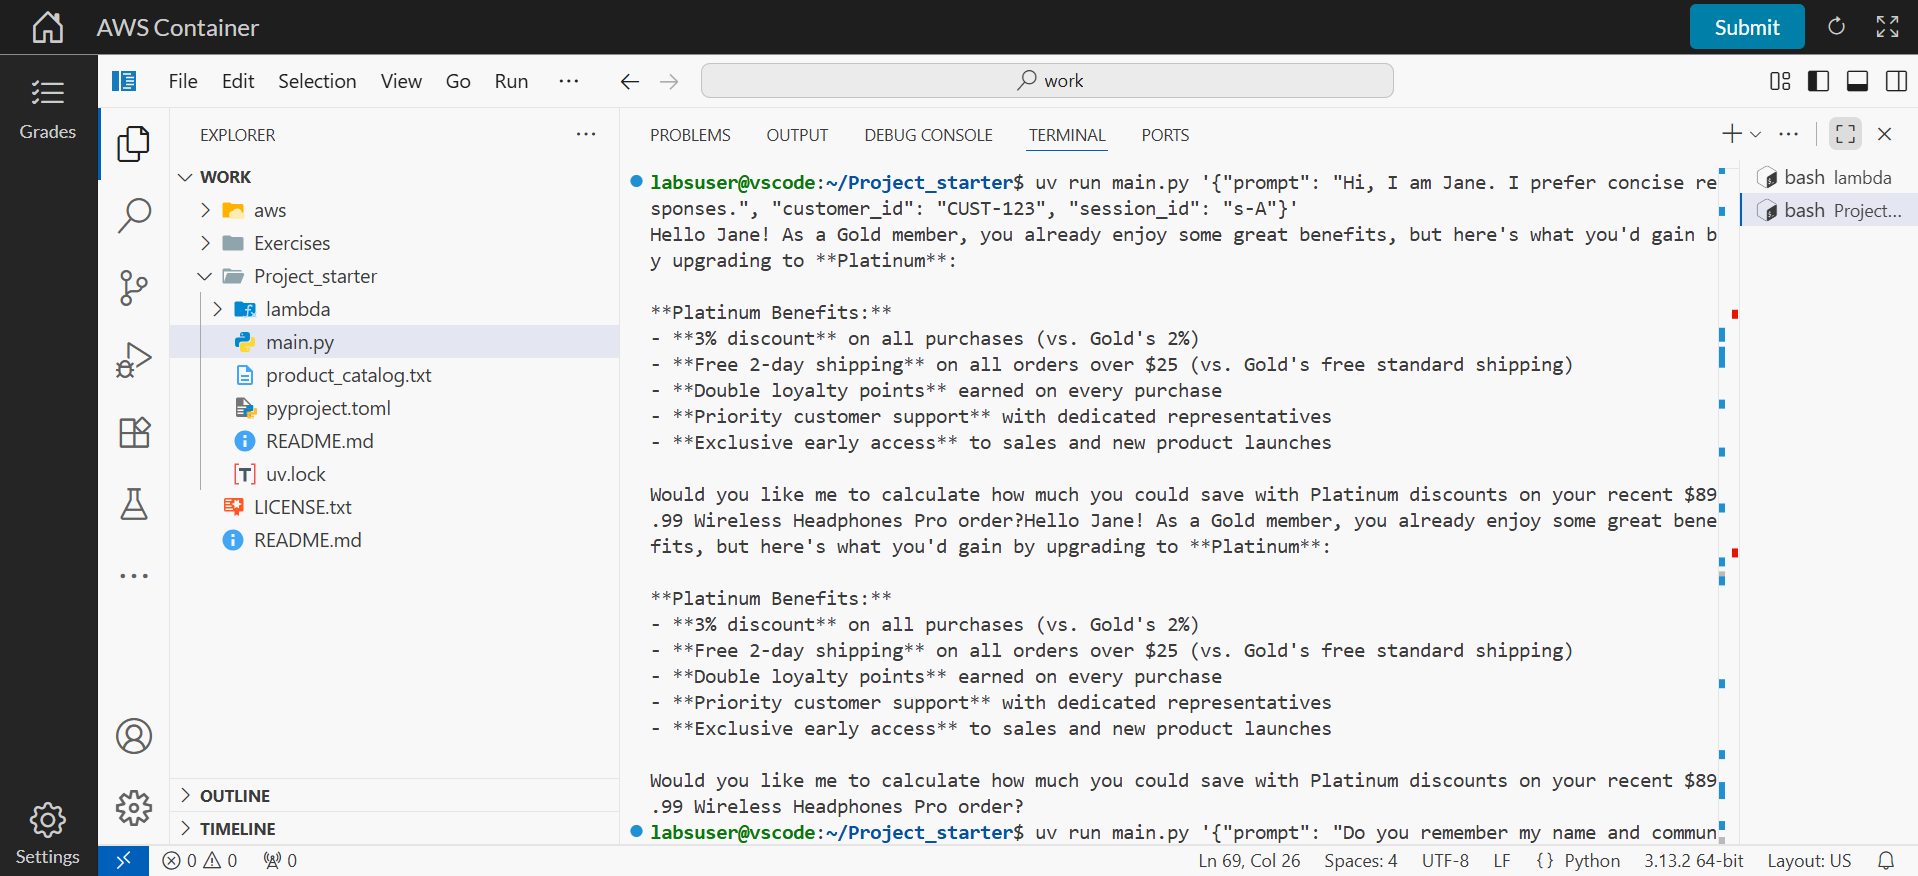 AWS Container
Submit
Grades
Settings
File Edit Selection View Go Run ···
work
EXPLORER
WORK
aws
Exercises
Project_starter
lambda
main.py
product_catalog.txt
pyproject.toml
README.md
uv.lock
LICENSE.txt
README.md
OUTLINE
TIMELINE
PROBLEMS OUTPUT DEBUG CONSOLE TERMINAL PORTS
labsuser@vscode:~/Project_starter$ uv run main.py '{"prompt": "Hi, I am Jane. I prefer concise re
sponses.", "customer_id": "CUST-123", "session_id": "s-A"}'
Hello Jane! As a Gold member, you already enjoy some great benefits, but here's what you'd gain b
y upgrading to **Platinum**:
**Platinum Benefits:**
- **3% discount** on all purchases (vs. Gold's 2%)
- **Free 2-day shipping** on all orders over $25 (vs. Gold's free standard shipping)
- **Double loyalty points** earned on every purchase
- **Priority customer support** with dedicated representatives
- **Exclusive early access** to sales and new product launches
Would you like me to calculate how much you could save with Platinum discounts on your recent $89
.99 Wireless Headphones Pro order?Hello Jane! As a Gold member, you already enjoy some great bene
fits, but here's what you'd gain by upgrading to **Platinum**:
**Platinum Benefits:**
- **3% discount** on all purchases (vs. Gold's 2%)
- **Free 2-day shipping** on all orders over $25 (vs. Gold's free standard shipping)
- **Double loyalty points** earned on every purchase
- **Priority customer support** with dedicated representatives
- **Exclusive early access** to sales and new product launches
Would you like me to calculate how much you could save with Platinum discounts on your recent $89
.99 Wireless Headphones Pro order?
labsuser@vscode:~/Project_starter$ uv run main.py '{"prompt": "Do you remember my name and commun
bash lambda
bash Project...
0 0 0
Ln 69, Col 26 Spaces: 4 UTF-8 LF {} Python 3.13.2 64-bit Layout: US